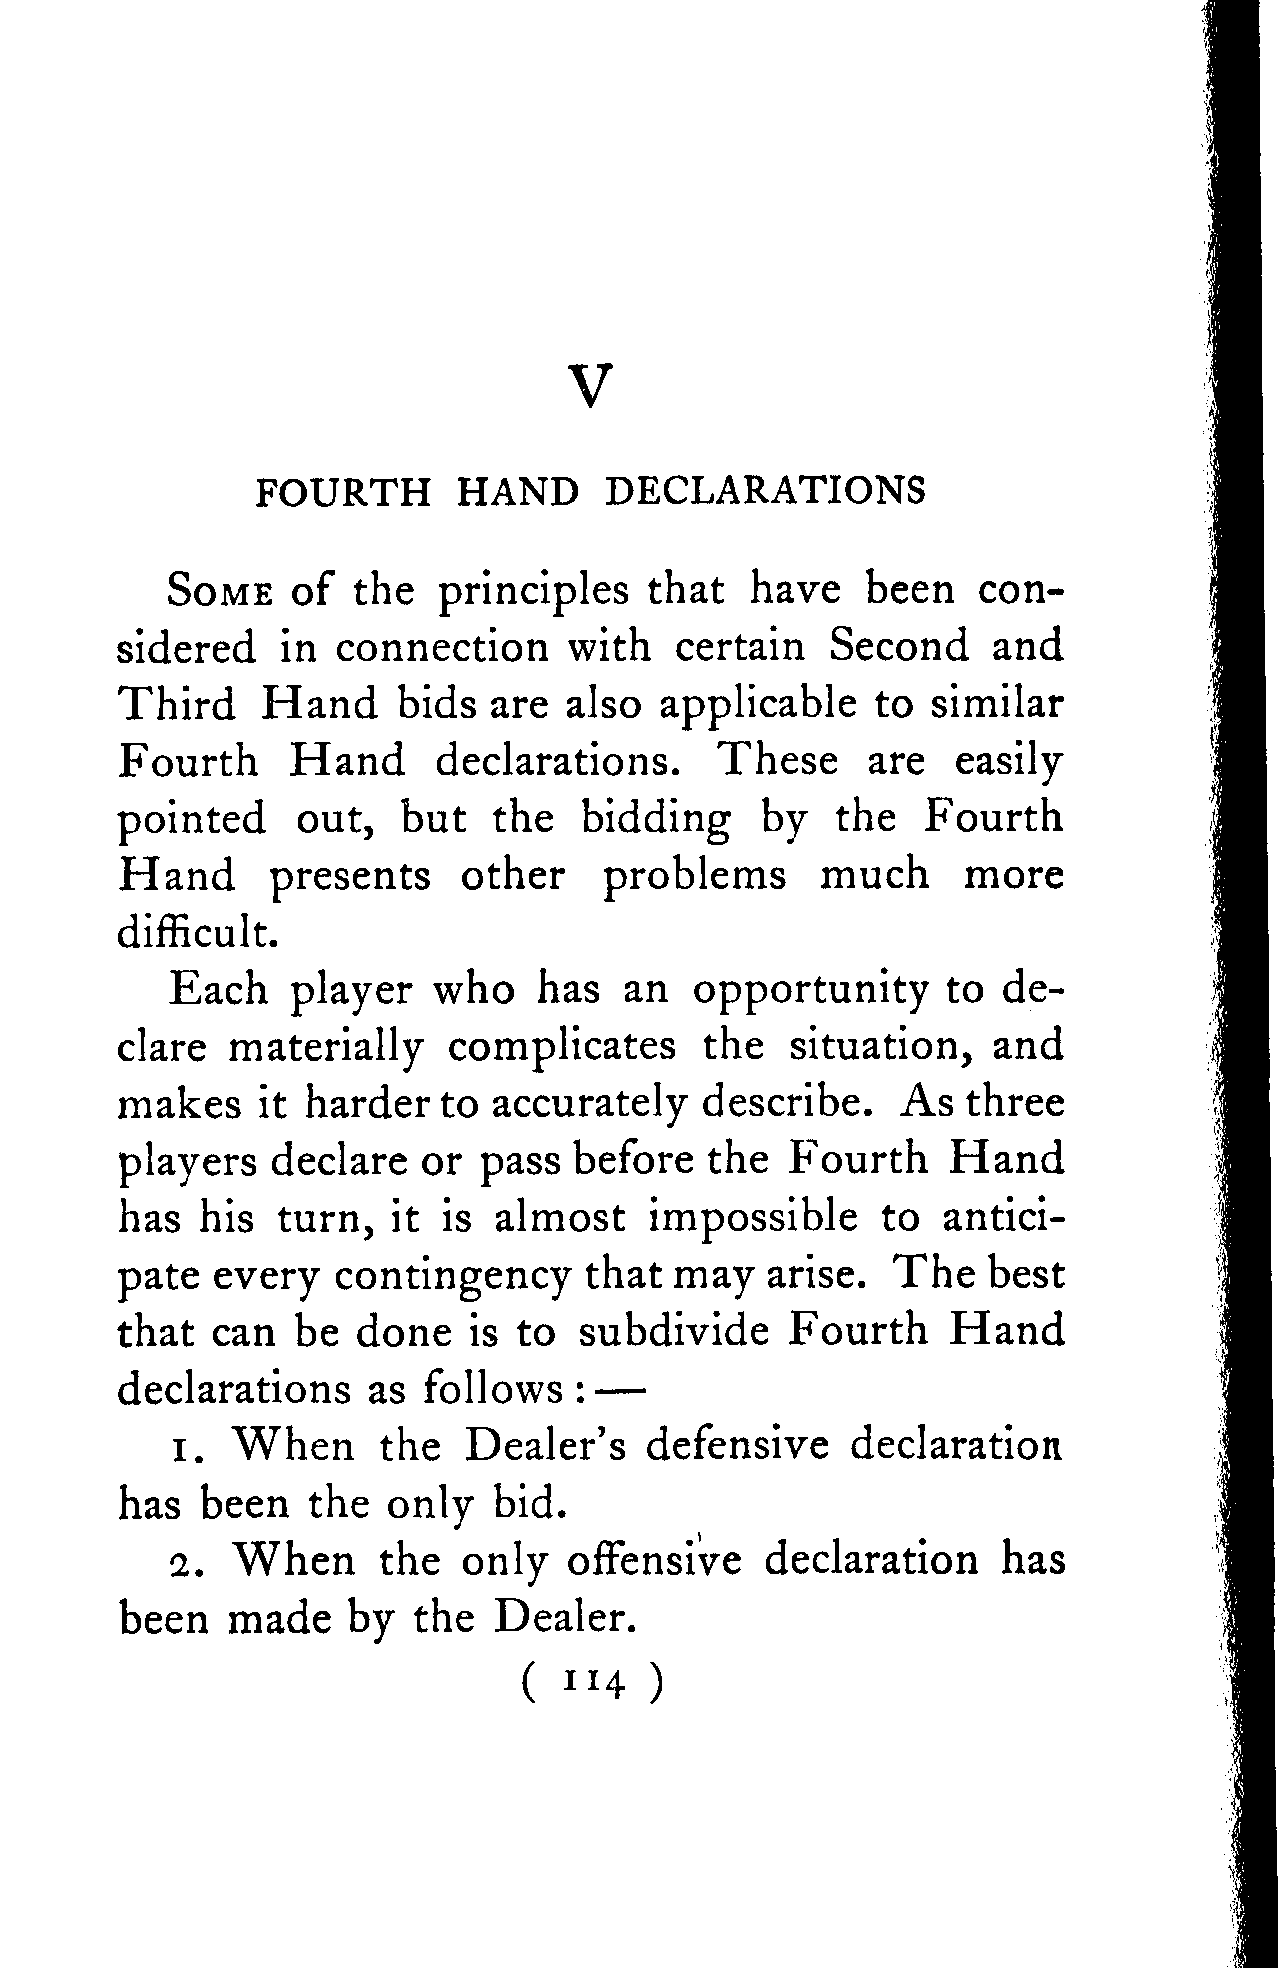 V
FOURTH HAND DECLARATIONS
Some of the principles that have been con-
sidered in connection with certain Second and
Third Hand bids are also applicable to similar
Fourth Hand declarations. These are easily
pointed out, but the bidding by the Fourth
Hand presents other problems much more
difficult.
Each player who has an opportunity to de-
clare materially complicates the situation, and
makes it harder to accurately describe. As three
players declare or pass before the Fourth Hand
has his turn, it is almost impossible to antici-
pate every contingency that may arise. The best
that can be done is to subdivide Fourth Hand
declarations as follows :—
1. When the Dealer's defensive declaration
has been the only bid.
2. When the only offensive declaration has
been made by the Dealer.
( 114 )